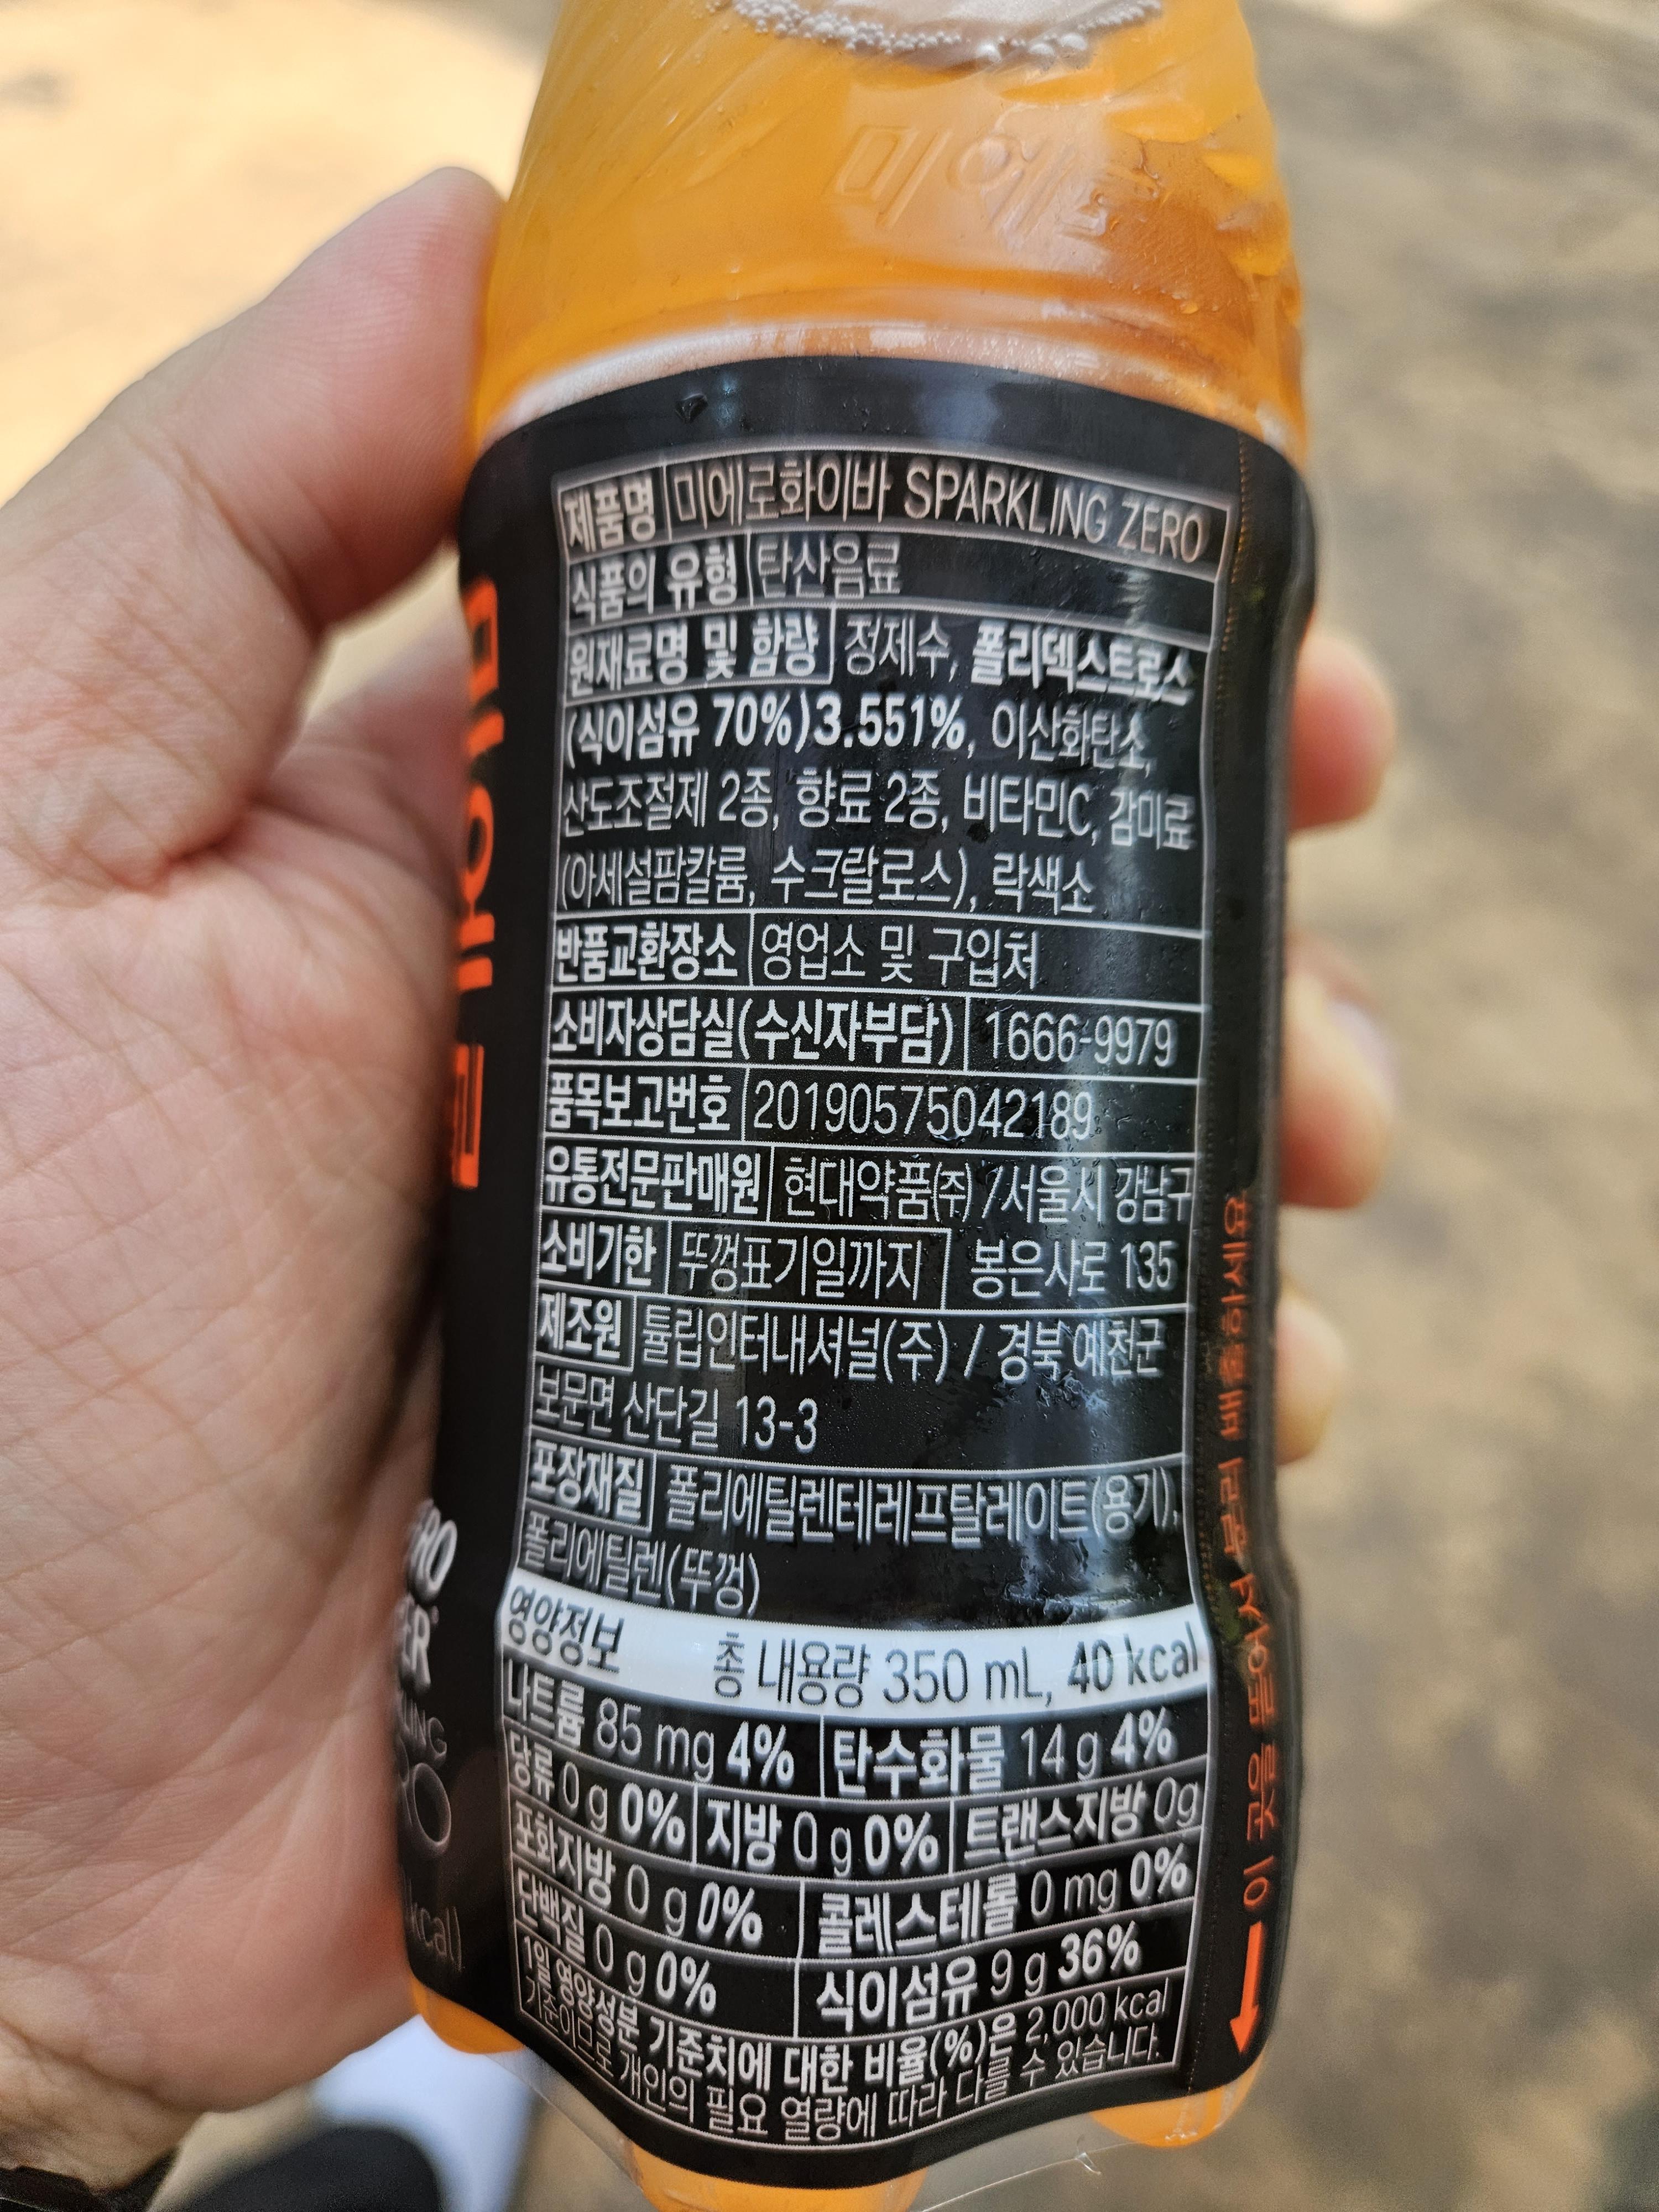 미에로
제품명 미에로화이바 SPARKLING ZERO
식품의 유형 탄산음료
원재료명 및 함량 정제수, 폴리덱스트로스
(식이섬유 70%)3.551%, 이산화탄소,
산도조절제 2종, 향료 2종, 비타민C, 감미료
(아세설팜칼륨, 수크랄로스), 락색소
반품교환장소 영업소 및 구입처
소비자상담실(수신자부담) 1666-9979
품목보고번호 20190575042189
유통전문판매원 현대약품(주) /서울시 강남구
소비기한 뚜껑표기일까지 봉은사로 135
제조원 튤립인터내셔널(주) / 경북 예천군
보문면 산단길 13-3
포장재질 폴리에틸렌테레프탈레이트(용기),
폴리에틸렌(뚜껑)
영양정보 총 내용량 350 mL, 40 kcal
나트륨 85 mg 4% 탄수화물 14 g 4%
당류 0 g 0% 지방 0 g 0% 트랜스지방 0g
포화지방 0 g 0% 콜레스테롤 0 mg 0%
단백질 0 g 0% 식이섬유 9 g 36%
1일 영양성분 기준치에 대한 비율(%)은 2,000 kcal
기준이므로 개인의 필요 열량에 따라 다를 수 있습니다.
이 곳을 뜯어서 분리 배출하세요
kcal)